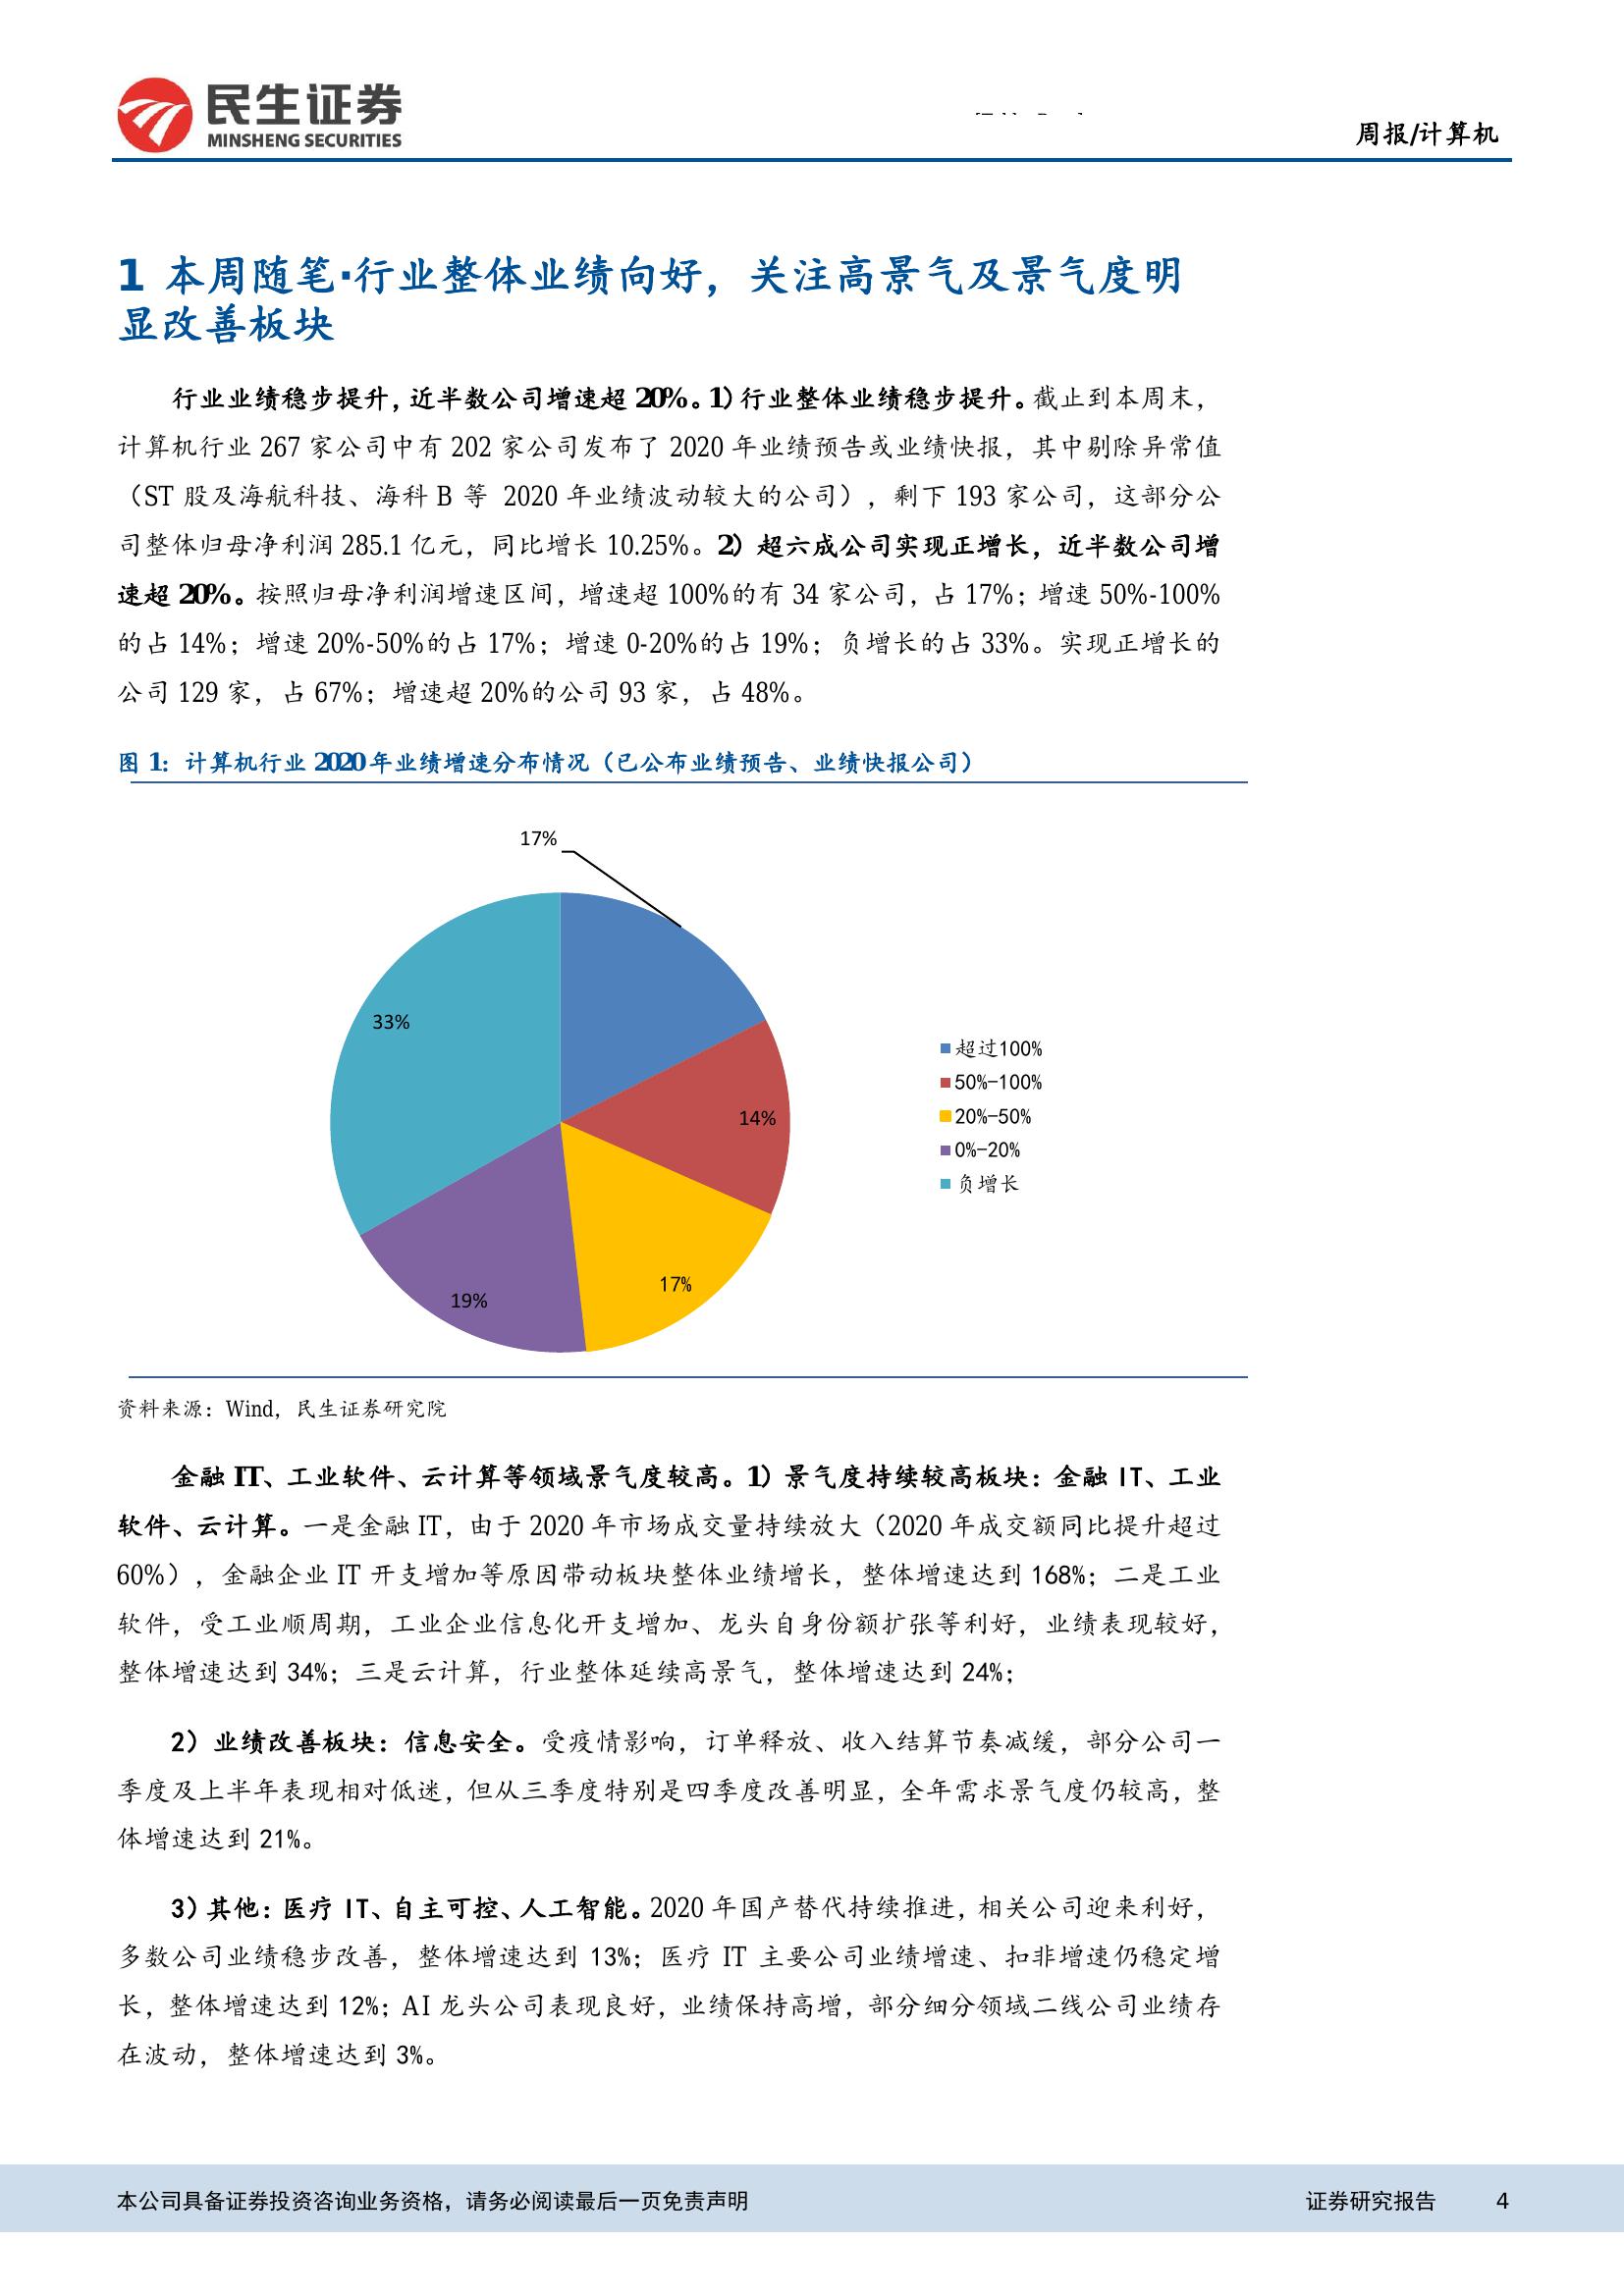 民生证券
MINSHENG SECURITIES
周报/计算机
1 本周随笔·行业整体业绩向好，关注高景气及景气度明
显改善板块
行业业绩稳步提升，近半数公司增速超 20%。1）行业整体业绩稳步提升。截止到本周末，
计算机行业 267 家公司中有 202 家公司发布了 2020 年业绩预告或业绩快报，其中剔除异常值
（ST 股及海航科技、海科 B 等 2020 年业绩波动较大的公司），剩下 193 家公司，这部分公
司整体归母净利润 285.1 亿元，同比增长 10.25%。2）超六成公司实现正增长，近半数公司增
速超 20%。按照归母净利润增速区间，增速超 100%的有 34 家公司，占 17%；增速 50%-100%
的占 14%；增速 20%-50%的占 17%；增速 0-20%的占 19%；负增长的占 33%。实现正增长的
公司 129 家，占 67%；增速超 20%的公司 93 家，占 48%。
图 1：计算机行业 2020 年业绩增速分布情况（已公布业绩预告、业绩快报公司）
17%
33%
14%
17%
19%
超过100%
50%-100%
20%-50%
0%-20%
负增长
资料来源：Wind，民生证券研究院
金融 IT、工业软件、云计算等领域景气度较高。1）景气度持续较高板块：金融 IT、工业
软件、云计算。一是金融 IT，由于 2020 年市场成交量持续放大（2020 年成交额同比提升超过
60%），金融企业 IT 开支增加等原因带动板块整体业绩增长，整体增速达到 168%；二是工业
软件，受工业顺周期，工业企业信息化开支增加、龙头自身份额扩张等利好，业绩表现较好，
整体增速达到 34%；三是云计算，行业整体延续高景气，整体增速达到 24%；
2）业绩改善板块：信息安全。受疫情影响，订单释放、收入结算节奏减缓，部分公司一
季度及上半年表现相对低迷，但从三季度特别是四季度改善明显，全年需求景气度仍较高，整
体增速达到 21%。
3）其他：医疗 IT、自主可控、人工智能。2020 年国产替代持续推进，相关公司迎来利好，
多数公司业绩稳步改善，整体增速达到 13%；医疗 IT 主要公司业绩增速、扣非增速仍稳定增
长，整体增速达到 12%；AI 龙头公司表现良好，业绩保持高增，部分细分领域二线公司业绩存
在波动，整体增速达到 3%。
本公司具备证券投资咨询业务资格，请务必阅读最后一页免责声明
证券研究报告 4